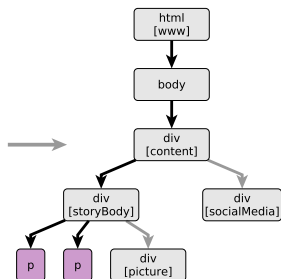 html
[www]
body
div
[content]
div
[storyBody]
div
[socialMedia]
p
p
div
[picture]